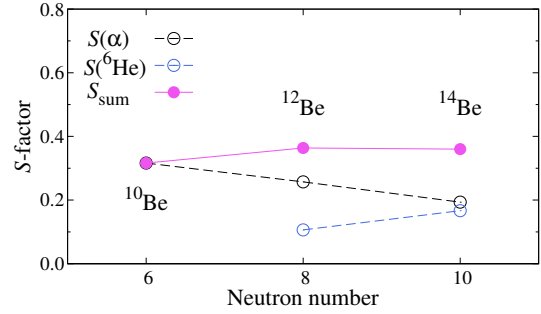 0.8
S(α)
S(⁶He)
S_sum
0.6
¹²Be
¹⁴Be
S-factor
0.4
0.2
¹⁰Be
0.0
6
8
10
Neutron number